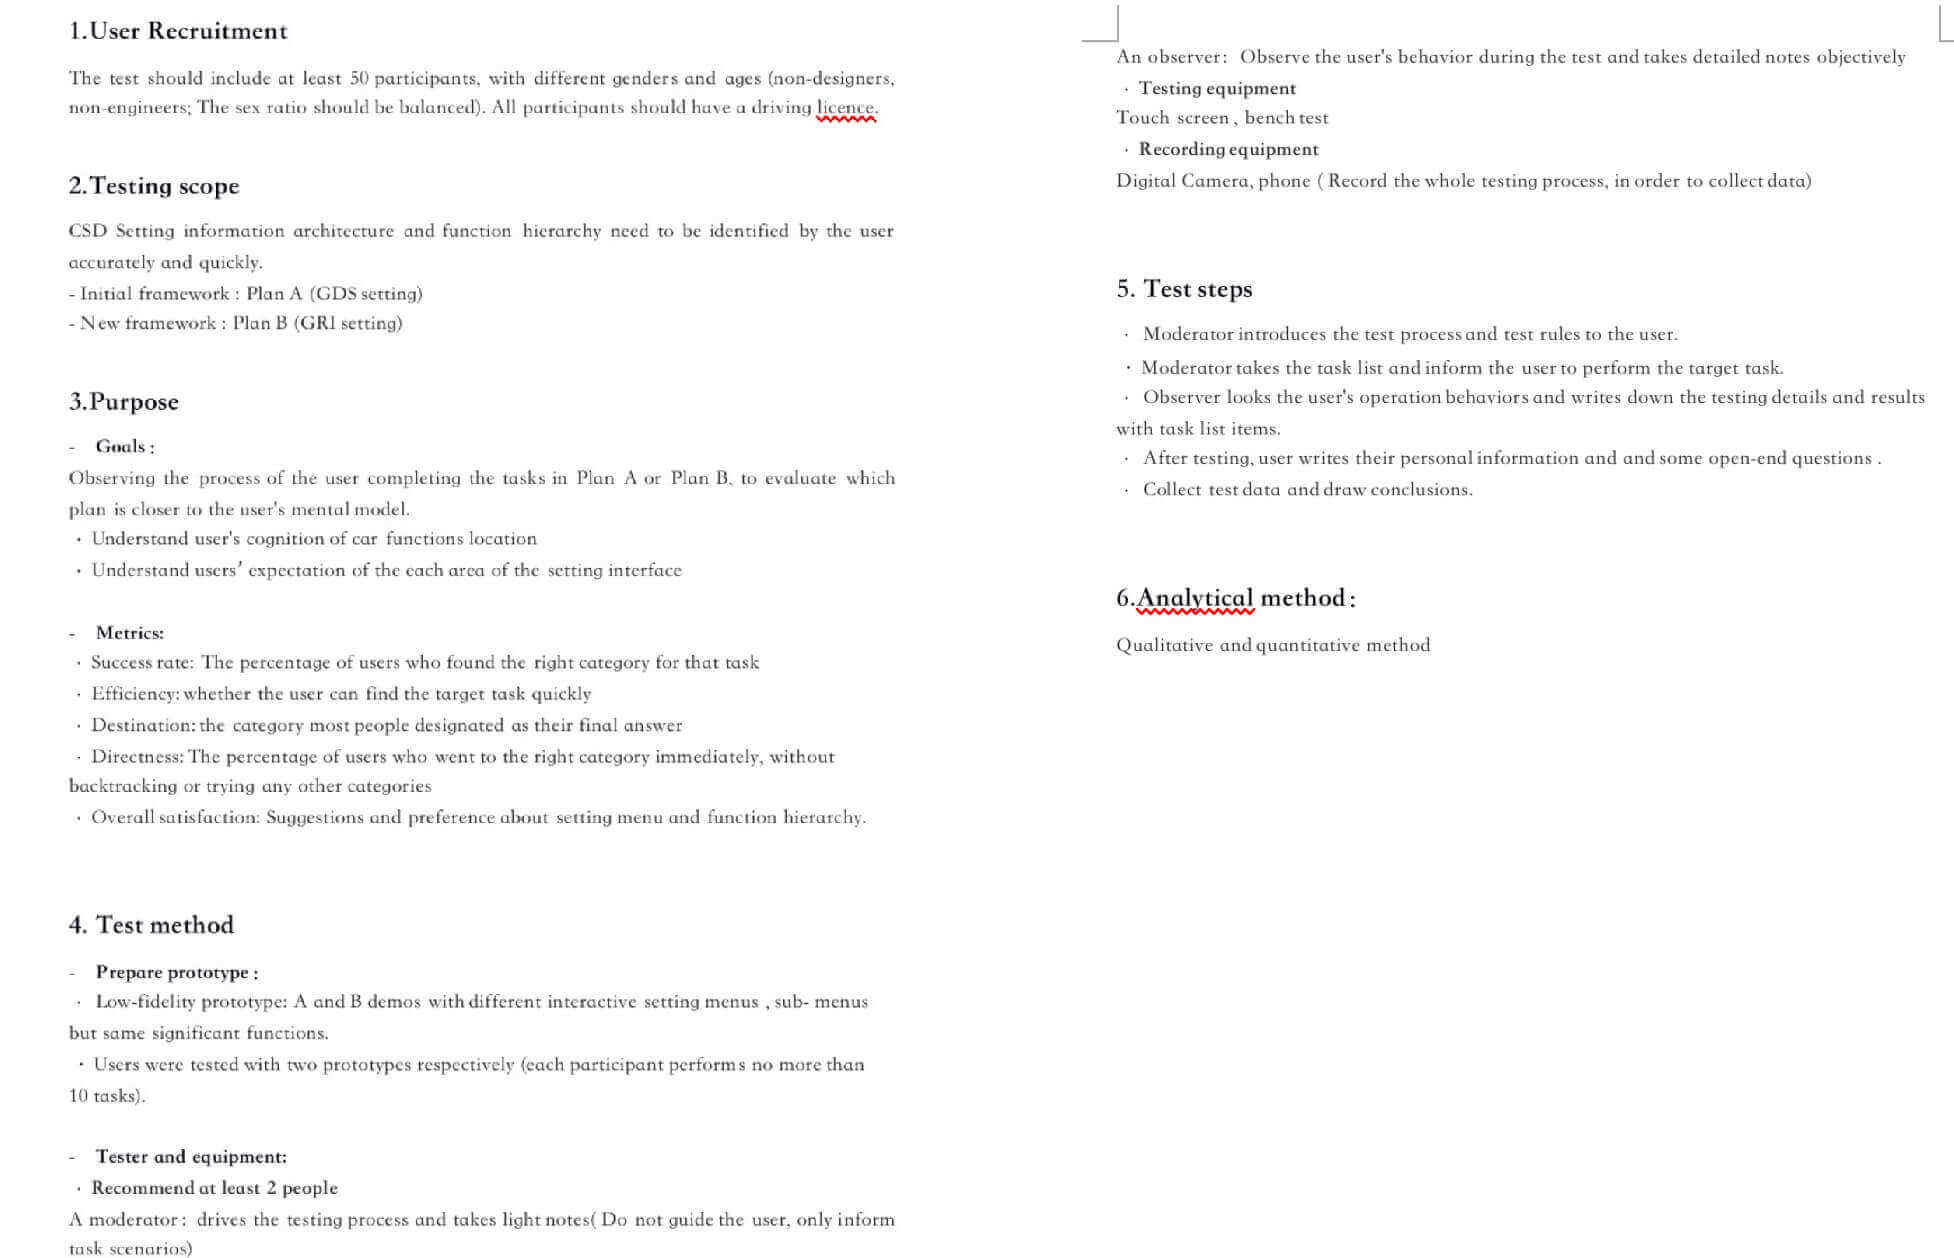 1.User Recruitment
The test should include at least 50 participants, with different genders and ages (non-designers,
non-engineers; The sex ratio should be balanced). All participants should have a driving licence.
2.Testing scope
CSD Setting information architecture and function hierarchy need to be identified by the user
accurately and quickly.
- Initial framework : Plan A (GDS setting)
- New framework : Plan B (GRI setting)
3.Purpose
- Goals :
Observing the process of the user completing the tasks in Plan A or Plan B, to evaluate which
plan is closer to the user's mental model.
· Understand user's cognition of car functions location
· Understand users’ expectation of the each area of the setting interface
- Metrics:
· Success rate: The percentage of users who found the right category for that task
· Efficiency: whether the user can find the target task quickly
· Destination: the category most people designated as their final answer
· Directness: The percentage of users who went to the right category immediately, without
backtracking or trying any other categories
· Overall satisfaction: Suggestions and preference about setting menu and function hierarchy.
4. Test method
- Prepare prototype :
· Low-fidelity prototype: A and B demos with different interactive setting menus , sub- menus
but same significant functions.
· Users were tested with two prototypes respectively (each participant performs no more than
10 tasks).
- Tester and equipment:
· Recommend at least 2 people
A moderator : drives the testing process and takes light notes( Do not guide the user, only inform
task scenarios)
An observer: Observe the user's behavior during the test and takes detailed notes objectively
· Testing equipment
Touch screen , bench test
· Recording equipment
Digital Camera, phone ( Record the whole testing process, in order to collect data)
5. Test steps
· Moderator introduces the test process and test rules to the user.
· Moderator takes the task list and inform the user to perform the target task.
· Observer looks the user's operation behaviors and writes down the testing details and results
with task list items.
· After testing, user writes their personal information and and some open-end questions .
· Collect test data and draw conclusions.
6.Analytical method :
Qualitative and quantitative method